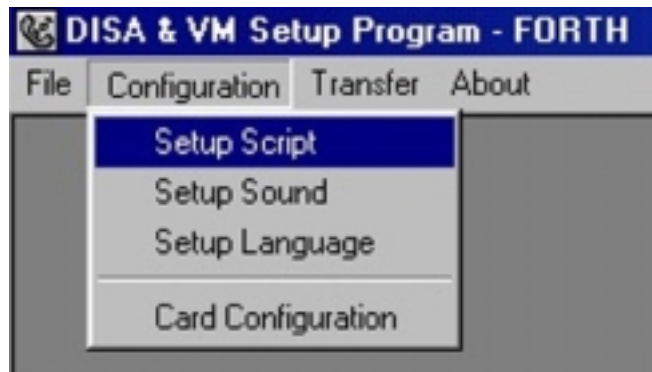 DISA & VM Setup Program - FORTH
File Configuration Transfer About
Setup Script
Setup Sound
Setup Language
Card Configuration